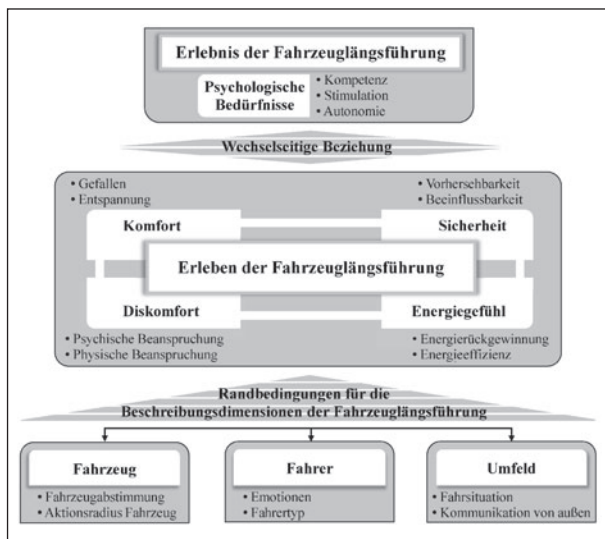 Erlebnis der Fahrzeuglängsführung
Psychologische
Bedürfnisse
• Kompetenz
• Stimulation
• Autonomie
Wechselseitige Beziehung
• Gefallen
• Entspannung
• Vorhersehbarkeit
• Beeinflussbarkeit
Komfort
Sicherheit
Erleben der Fahrzeuglängsführung
Diskomfort
Energiegefühl
• Psychische Beanspruchung
• Physische Beanspruchung
• Energierückgewinnung
• Energieeffizienz
Randbedingungen für die
Beschreibungsdimensionen der Fahrzeuglängsführung
Fahrzeug
• Fahrzeugabstimmung
• Aktionsradius Fahrzeug
Fahrer
• Emotionen
• Fahrertyp
Umfeld
• Fahrsituation
• Kommunikation von außen